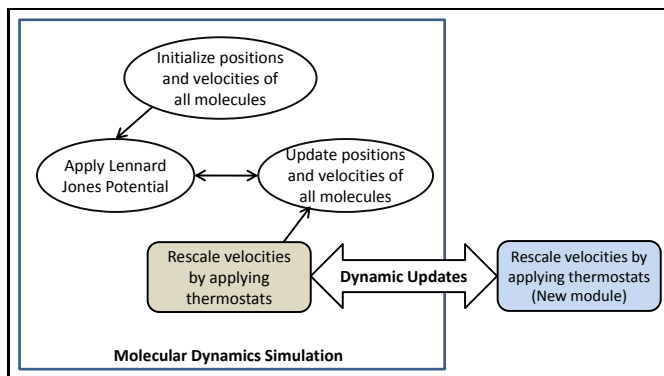 Initialize positions
and velocities of
all molecules
Apply Lennard
Jones Potential
Update positions
and velocities of
all molecules
Rescale velocities
by applying
thermostats
Dynamic Updates
Rescale velocities by
applying thermostats
(New module)
Molecular Dynamics Simulation